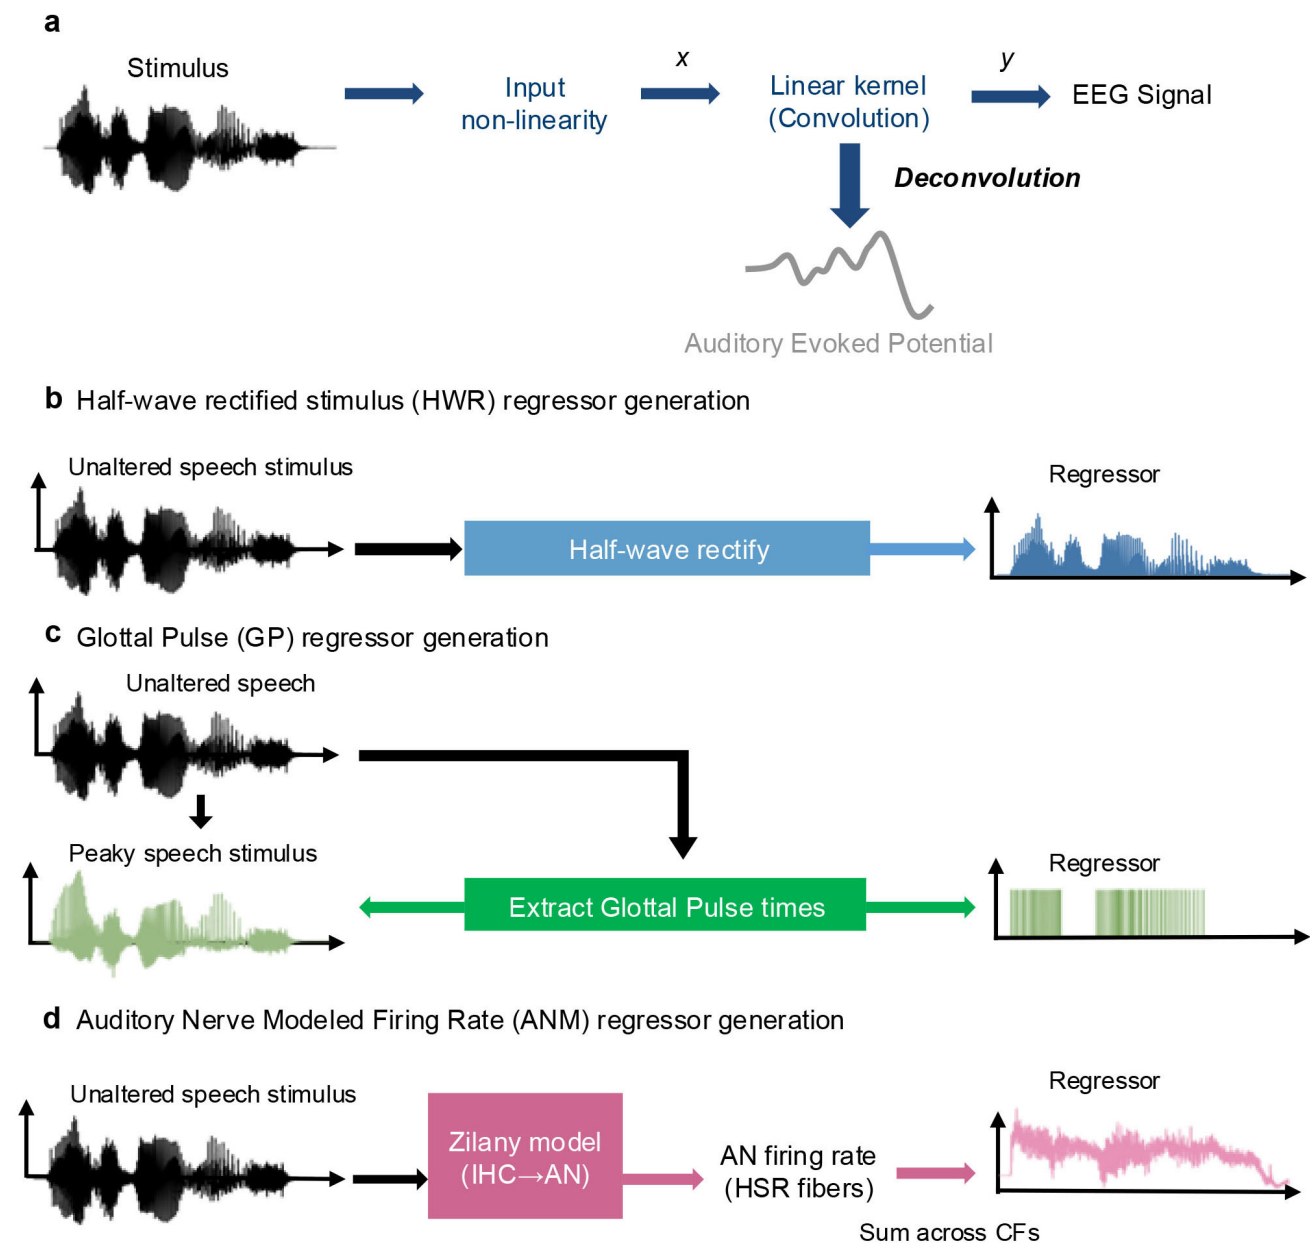 a
Stimulus
Input
non-linearity
x
Linear kernel
(Convolution)
y
EEG Signal
Deconvolution
Auditory Evoked Potential
b Half-wave rectified stimulus (HWR) regressor generation
Unaltered speech stimulus
Half-wave rectify
Regressor
c Glottal Pulse (GP) regressor generation
Unaltered speech
Peaky speech stimulus
Extract Glottal Pulse times
Regressor
d Auditory Nerve Modeled Firing Rate (ANM) regressor generation
Unaltered speech stimulus
Zilany model
(IHC→AN)
AN firing rate
(HSR fibers)
Sum across CFs
Regressor